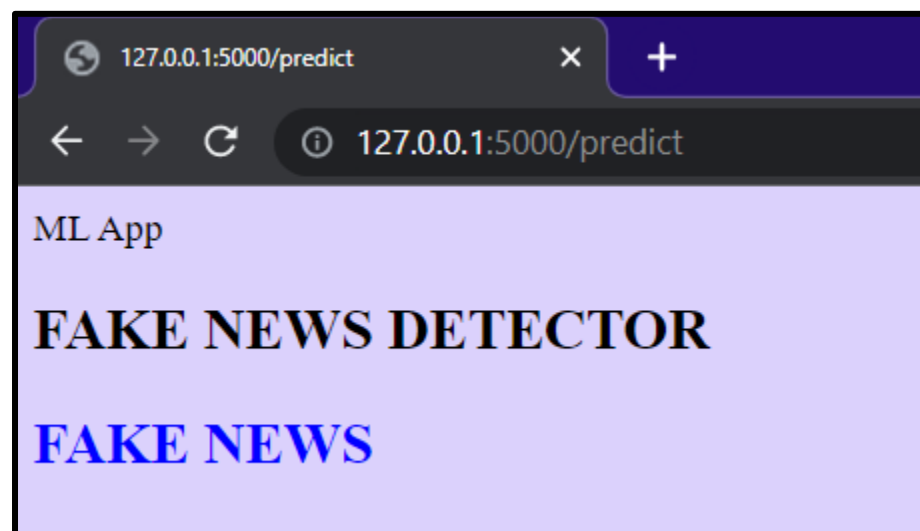 127.0.0.1:5000/predict
127.0.0.1:5000/predict
ML App
FAKE NEWS DETECTOR
FAKE NEWS